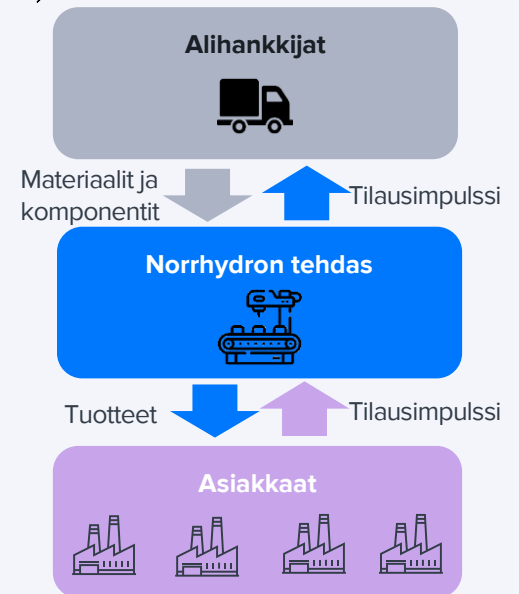 Alihankkijat
Materiaalit ja
komponentit
Tilausimpulssi
Norrhydron tehdas
Tuotteet
Tilausimpulssi
Asiakkaat